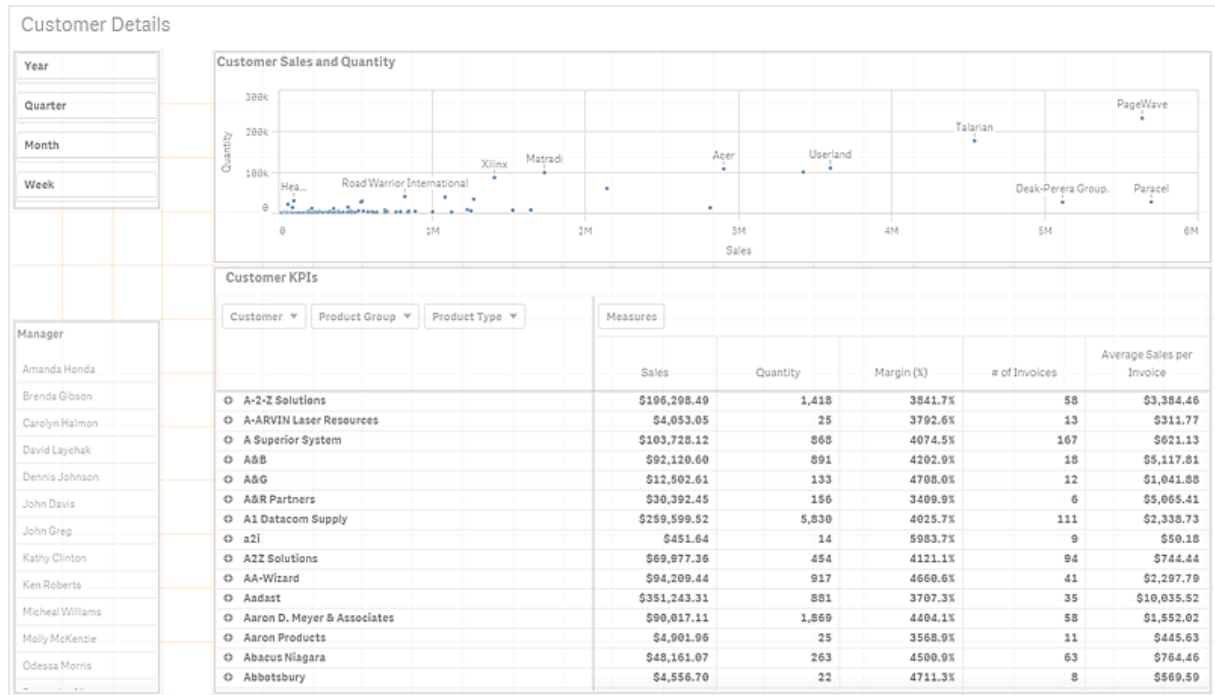 Customer Details
Year
Quarter
Month
Week
Customer Sales and Quantity
300k
200k
100k
0
Quantity
PageWave
Talarian
Acer
Userland
Xilinx
Matradi
Hea...
Road Warrior International
Deak-Perera Group.
Paracel
0 1M 2M 3M 4M 5M 6M
Sales
Manager
Amanda Honda
Brenda Gibson
Carolyn Halmon
David Laychak
Dennis Johnson
John Davis
John Greg
Kathy Clinton
Ken Roberts
Micheal Williams
Molly McKenzie
Odessa Morris
Customer KPIs
Customer Product Group Product Type Measures
Sales Quantity Margin (%) # of Invoices Average Sales per
Invoice
A-2-Z Solutions $196,298.49 1,418 3841.7% 58 $3,384.46
A-ARVIN Laser Resources $4,053.05 25 3792.6% 13 $311.77
A Superior System $103,728.12 868 4074.5% 167 $621.13
A&B $92,120.60 891 4202.9% 18 $5,117.81
A&G $12,502.61 133 4708.0% 12 $1,041.88
A&R Partners $30,392.45 156 3409.9% 6 $5,065.41
A1 Datacom Supply $259,599.52 5,830 4025.7% 111 $2,338.73
a2i $451.64 14 5983.7% 9 $50.18
A2Z Solutions $69,977.36 454 4121.1% 94 $744.44
AA-Wizard $94,209.44 917 4660.6% 41 $2,297.79
Aadast $351,243.31 881 3707.3% 35 $10,035.52
Aaron D. Meyer & Associates $90,017.11 1,869 4404.1% 58 $1,552.02
Aaron Products $4,901.96 25 3568.9% 11 $445.63
Abacus Niagara $48,161.07 263 4500.9% 63 $764.46
Abbotsbury $4,556.70 22 4711.3% 8 $569.59